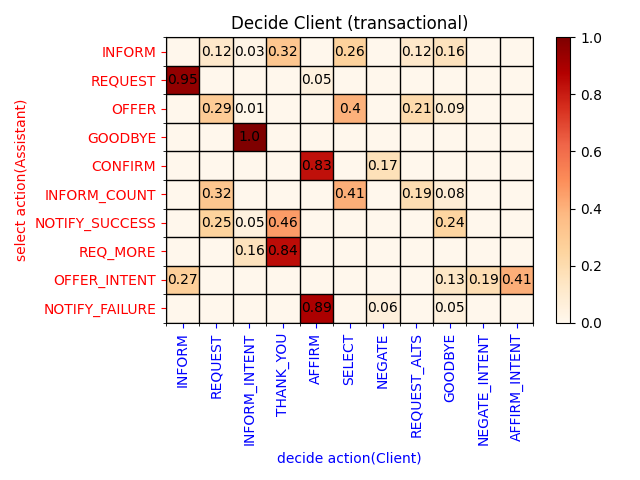 Decide Client (transactional)
INFORM 0.12 0.03 0.32 0.26 0.12 0.16
REQUEST 0.95 0.05
OFFER 0.29 0.01 0.4 0.21 0.09
GOODBYE 1.0
CONFIRM 0.83 0.17
INFORM_COUNT 0.32 0.41 0.19 0.08
NOTIFY_SUCCESS 0.25 0.05 0.46 0.24
REQ_MORE 0.16 0.84
OFFER_INTENT 0.27 0.13 0.19 0.41
NOTIFY_FAILURE 0.89 0.06 0.05
select action(Assistant)
INFORM
REQUEST
INFORM_INTENT
THANK_YOU
AFFIRM
SELECT
NEGATE
REQUEST_ALTS
GOODBYE
NEGATE_INTENT
AFFIRM_INTENT
decide action(Client)
1.0
0.8
0.6
0.4
0.2
0.0